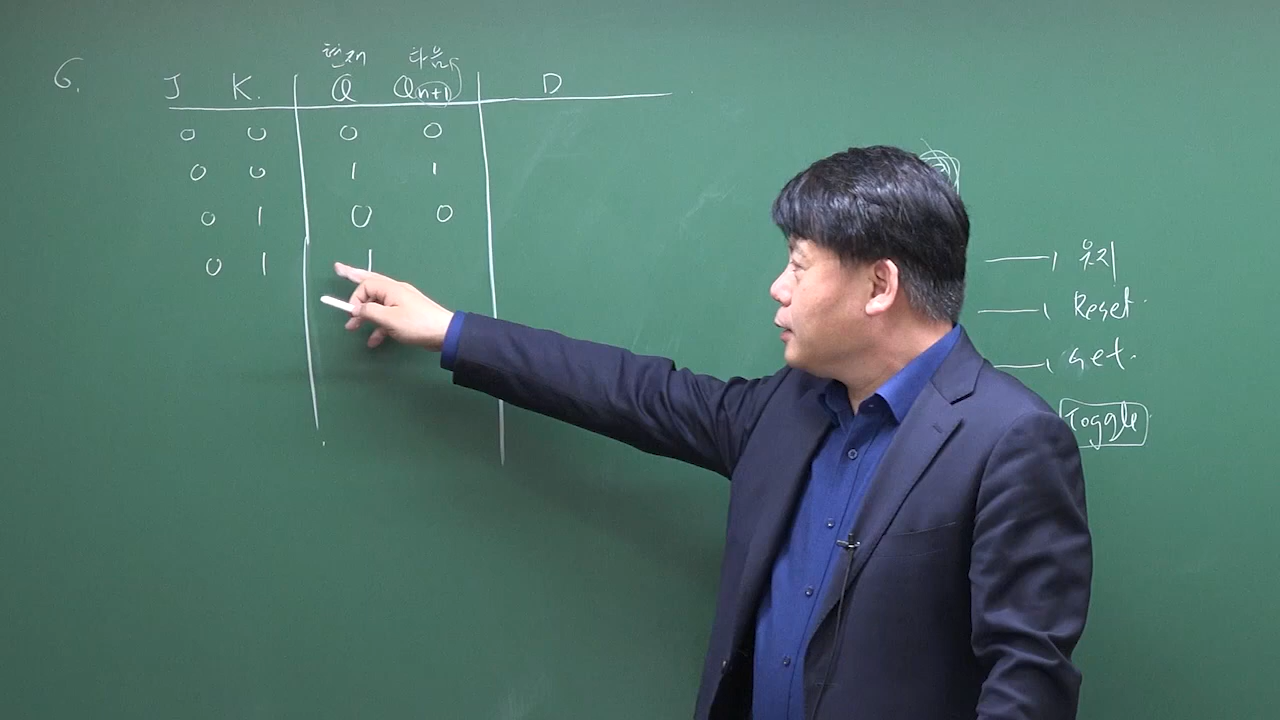 현재 다음
6. J K. Q Qn+1 D
0 0 0 0
0 0 1 1
0 1 0 0
0 1 1
유지
Reset
Set.
Toggle